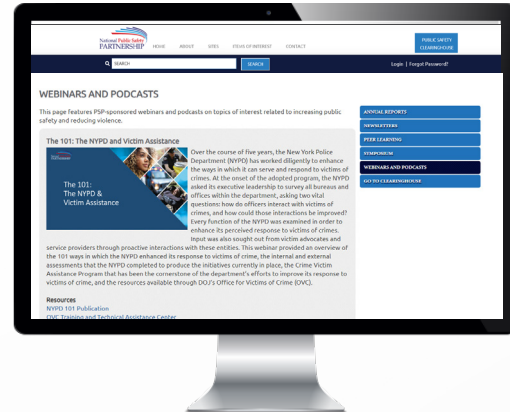 National Public Safety
PARTNERSHIP
HOME ABOUT SITES ITEMS OF INTEREST CONTACT
PUBLIC SAFETY
CLEARINGHOUSE
SEARCH
SEARCH
Login | Forgot Password?
WEBINARS AND PODCASTS
This page features PSP-sponsored webinars and podcasts on topics of interest related to increasing public
safety and reducing violence.
ANNUAL REPORTS
NEWSLETTERS
PEER LEARNING
SYMPOSIUM
WEBINARS AND PODCASTS
GO TO CLEARINGHOUSE
The 101: The NYPD and Victim Assistance
The 101:
The NYPD &
Victim Assistance
Over the course of five years, the New York Police
Department (NYPD) has worked diligently to enhance
the ways in which it can serve and respond to victims of
crimes. At the onset of the adopted program, the NYPD
asked its executive leadership to survey all bureaus and
offices within the department, asking two vital
questions: how do officers interact with victims of
crimes, and how could those interactions be improved?
Every function of the NYPD was examined in order to
enhance its perceived response to victims of crimes.
Input was also sought out from victim advocates and
service providers through proactive interactions with these entities. This webinar provided an overview of
the 101 ways in which the NYPD enhanced its response to victims of crime, the internal and external
assessments that the NYPD completed to produce the initiatives currently in place, the Crime Victim
Assistance Program that has been the cornerstone of the department's efforts to improve its response to
victims of crime, and the resources available through DOJ's Office for Victims of Crime (OVC).
Resources
NYPD 101 Publication
OVC Training and Technical Assistance Center